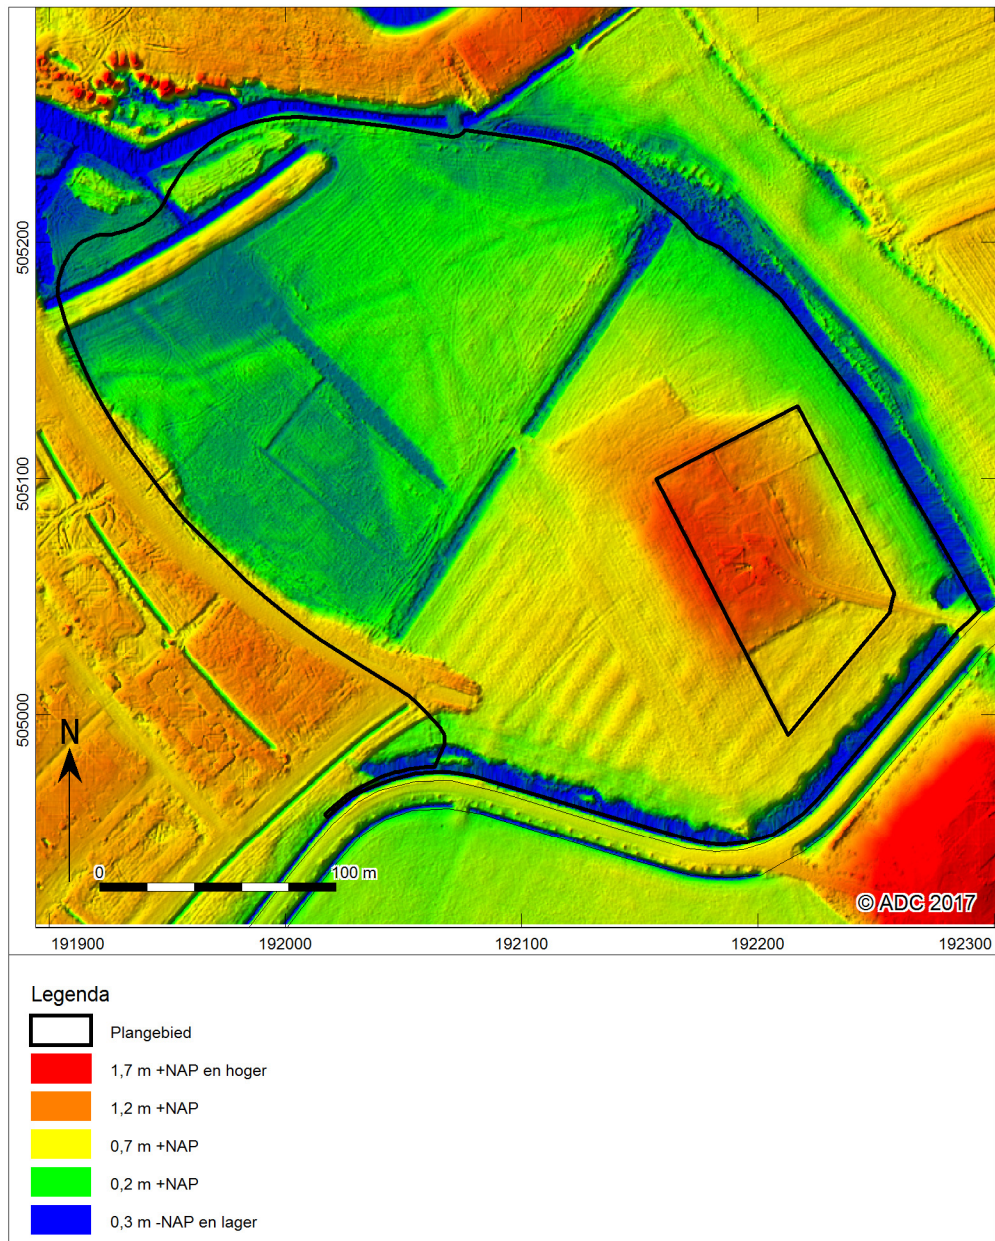 505200
505100
505000
N
0 100 m
© ADC 2017
191900 192000 192100 192200 192300
Legenda
Plangebied
1,7 m +NAP en hoger
1,2 m +NAP
0,7 m +NAP
0,2 m +NAP
0,3 m -NAP en lager